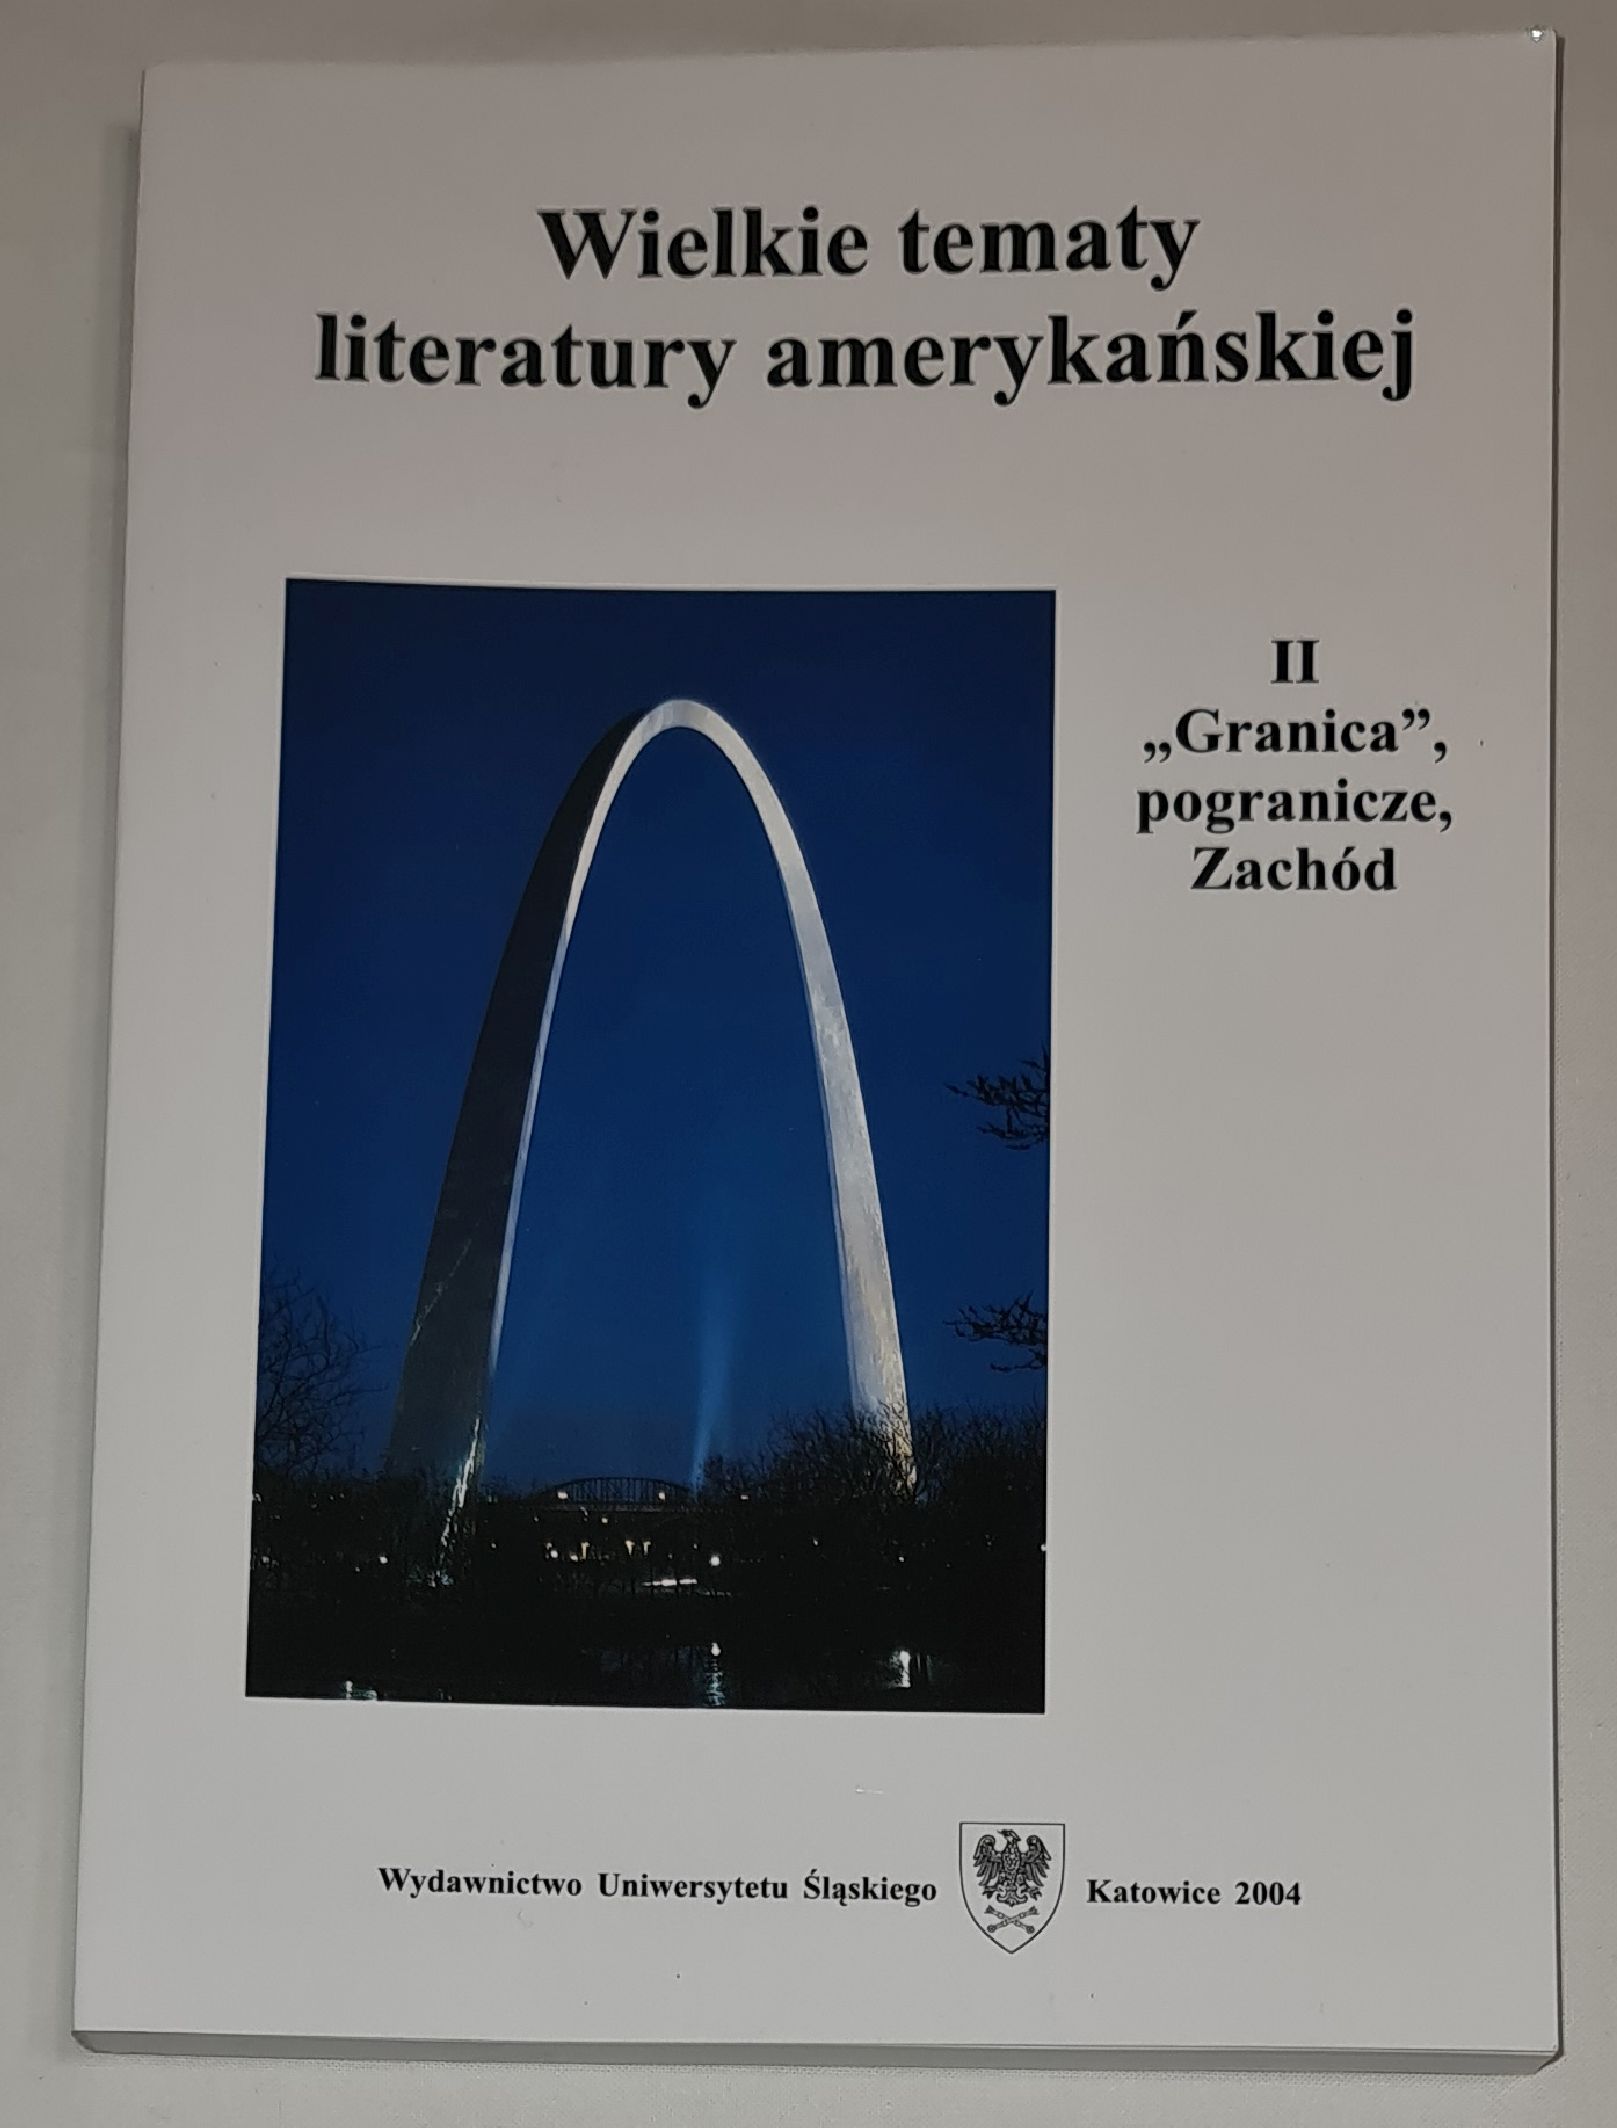 Wielkie tematy
literatury amerykańskiej
II
„Granica”,
pogranicze,
Zachód
Wydawnictwo Uniwersytetu Śląskiego Katowice 2004